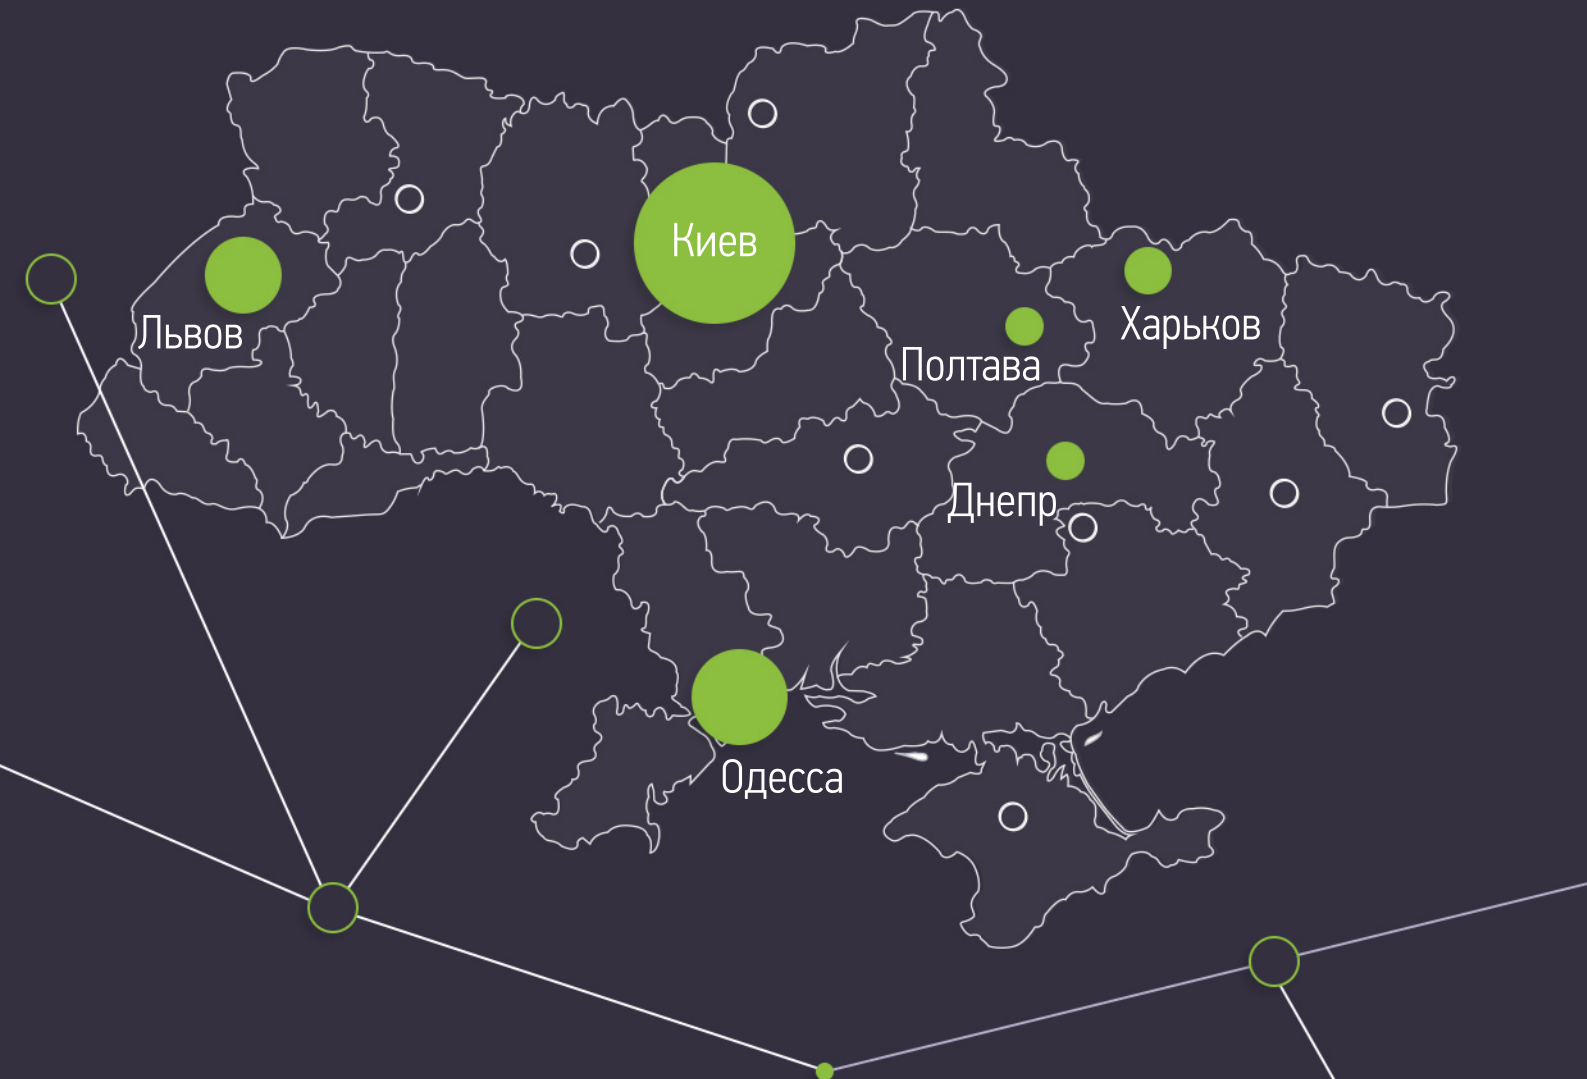 Киев
Львов
Харьков
Полтава
Днепр
Одесса